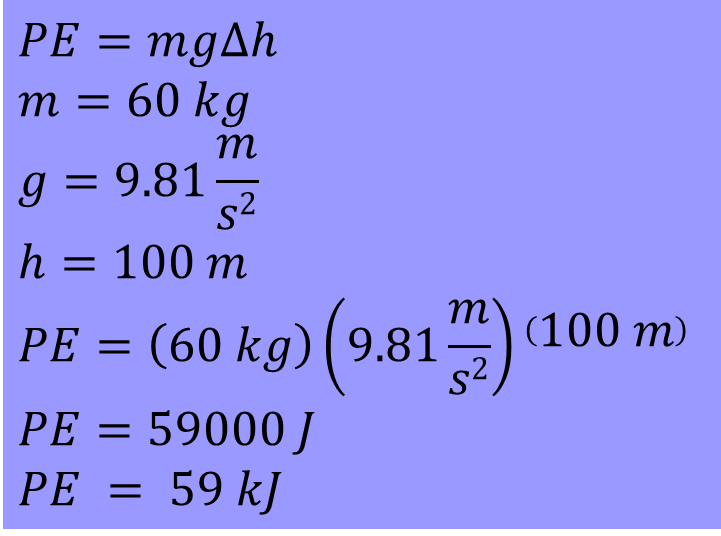 PE = mgΔh
m = 60 kg
g = 9.81 m/s²
h = 100 m
PE = (60 kg)(9.81 m/s²)(100 m)
PE = 59000 J
PE = 59 kJ